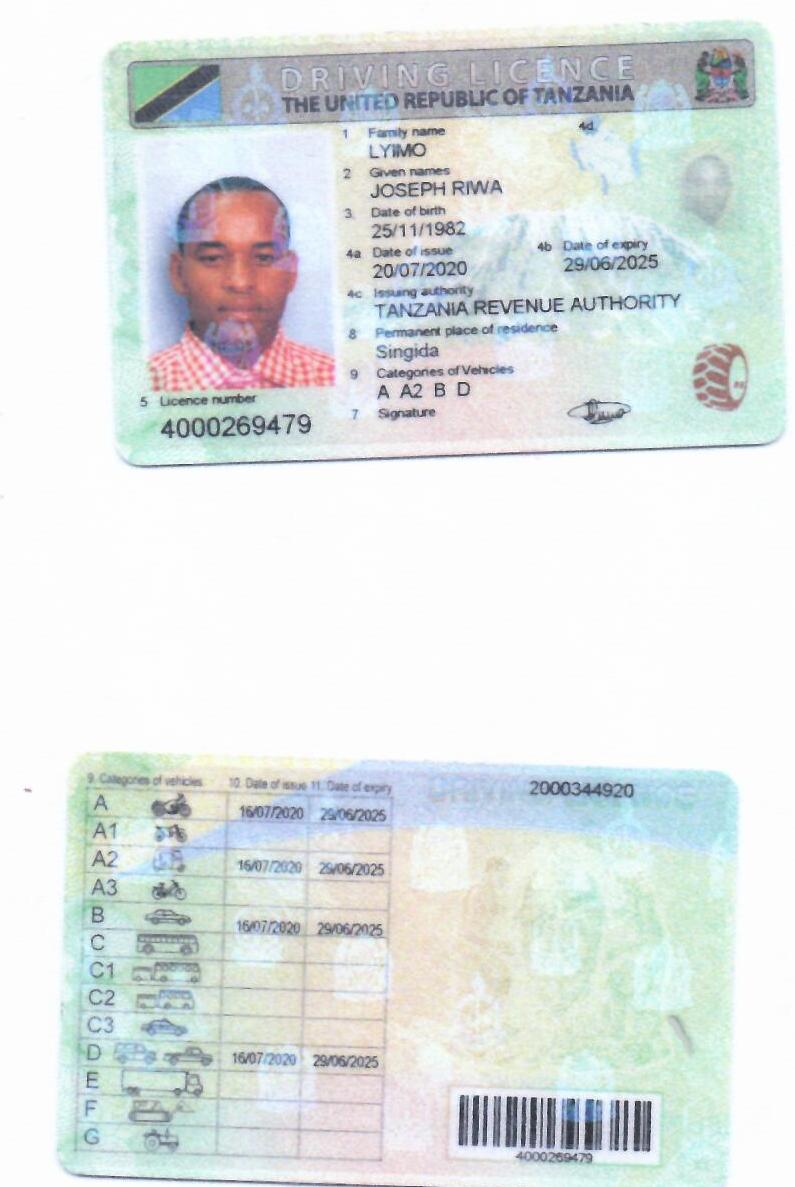 DRIVING LICENCE
THE UNITED REPUBLIC OF TANZANIA
1 Family name 4d
LYIMO
2 Given names
JOSEPH RIWA
3. Date of birth
25/11/1982
4a Date of issue 4b Date of expiry
20/07/2020 29/06/2025
4c Issuing authority
TANZANIA REVENUE AUTHORITY
8 Permanent place of residence
Singida
9 Categories of Vehicles
A A2 B D
7 Signature
5 Licence number
4000269479
9. Categories of vehicles 10. Date of issue 11. Date of expiry
2000344920
A 16/07/2020 29/06/2025
A1
A2 16/07/2020 29/06/2025
A3
B 16/07/2020 29/06/2025
C
C1
C2
C3
D 16/07/2020 29/06/2025
E
F
G
4000269479